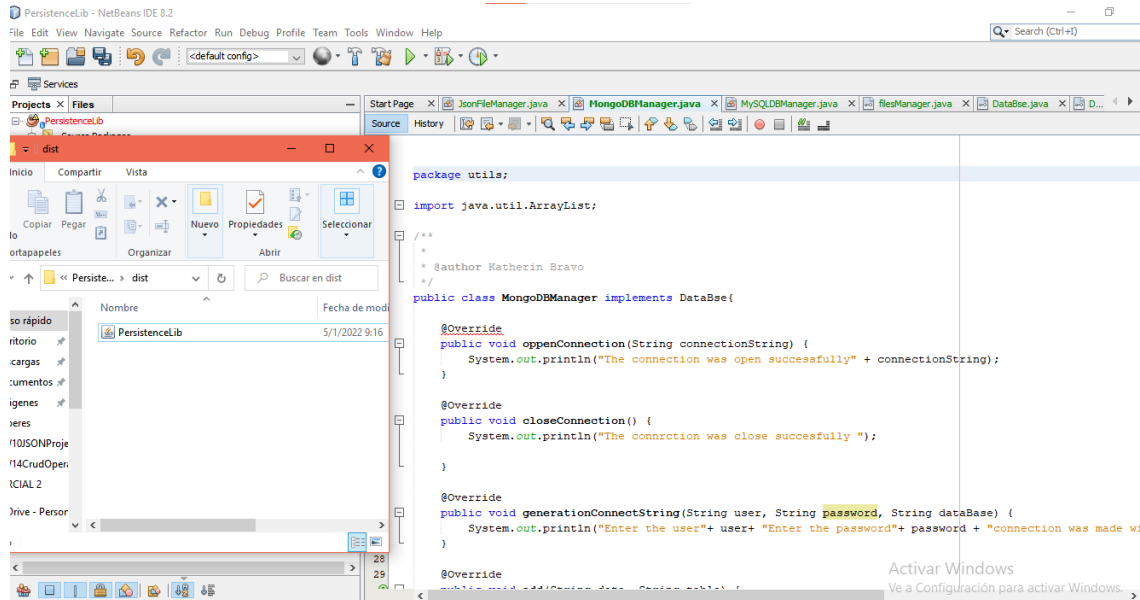 PersistenceLib - NetBeans IDE 8.2
File Edit View Navigate Source Refactor Run Debug Profile Team Tools Window Help
Search (Ctrl+I)
<default config>
Services
Projects Files
Start Page JsonFileManager.java MongoDBManager.java MySQLDBManager.java filesManager.java DataBse.java D...
PersistenceLib
Source History
dist
Inicio Compartir Vista
Copiar Pegar
Nuevo Propiedades Seleccionar
Organizar Abrir
ortapapeles
« Persiste... > dist
Buscar en dist
Nombre Fecha de modi
so rápido
PersistenceLib 5/1/2022 9:16
ritorio
cargas
cumentos
ágenes
peres
/10JSONProje
/14CrudOpera
RCIAL 2
Drive - Person
package utils;
import java.util.ArrayList;
/**
*
* @author Katherin Bravo
*/
public class MongoDBManager implements DataBse{
@Override
public void oppenConnection(String connectionString) {
System.out.println("The connection was open successfully" + connectionString);
}
@Override
public void closeConnection() {
System.out.println("The connrction was close succesfully ");
}
@Override
public void generationConnectString(String user, String password, String dataBase) {
System.out.println("Enter the user"+ user+ "Enter the password"+ password + "connection was made wi
}
28
29 @Override
Activar Windows
Ve a Configuración para activar Windows.